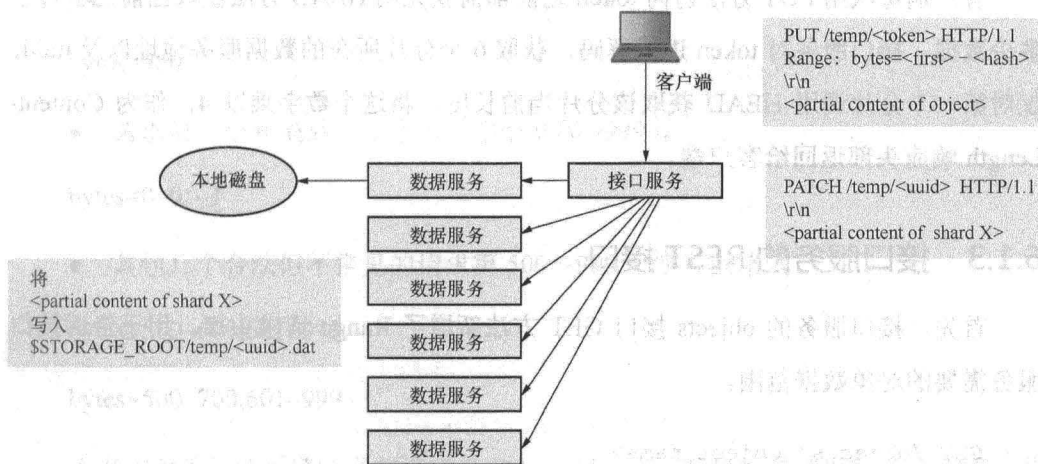 PUT /temp/<token> HTTP/1.1
Range: bytes=<first>-<hash>
\r\n
<partial content of object>
客户端
本地磁盘
数据服务
接口服务
PATCH /temp/<uuid> HTTP/1.1
\r\n
<partial content of shard X>
数据服务
数据服务
将
<partial content of shard X>
写入
$STORAGE_ROOT/temp/<uuid>.dat
数据服务
数据服务
数据服务